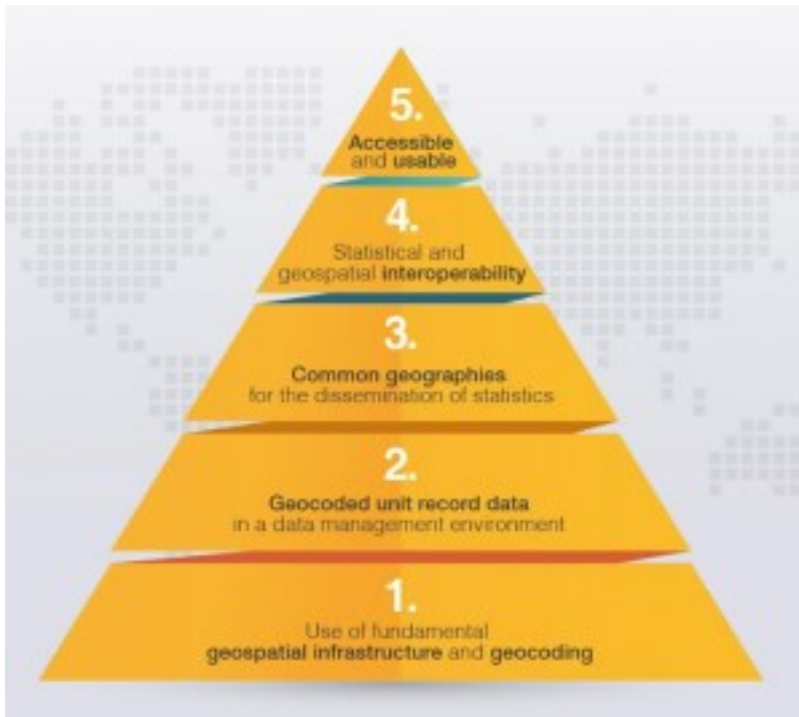 5.
Accessible
and usable
4.
Statistical and
geospatial interoperability
3.
Common geographies
for the dissemination of statistics
2.
Geocoded unit record data
in a data management environment
1.
Use of fundamental
geospatial infrastructure and geocoding